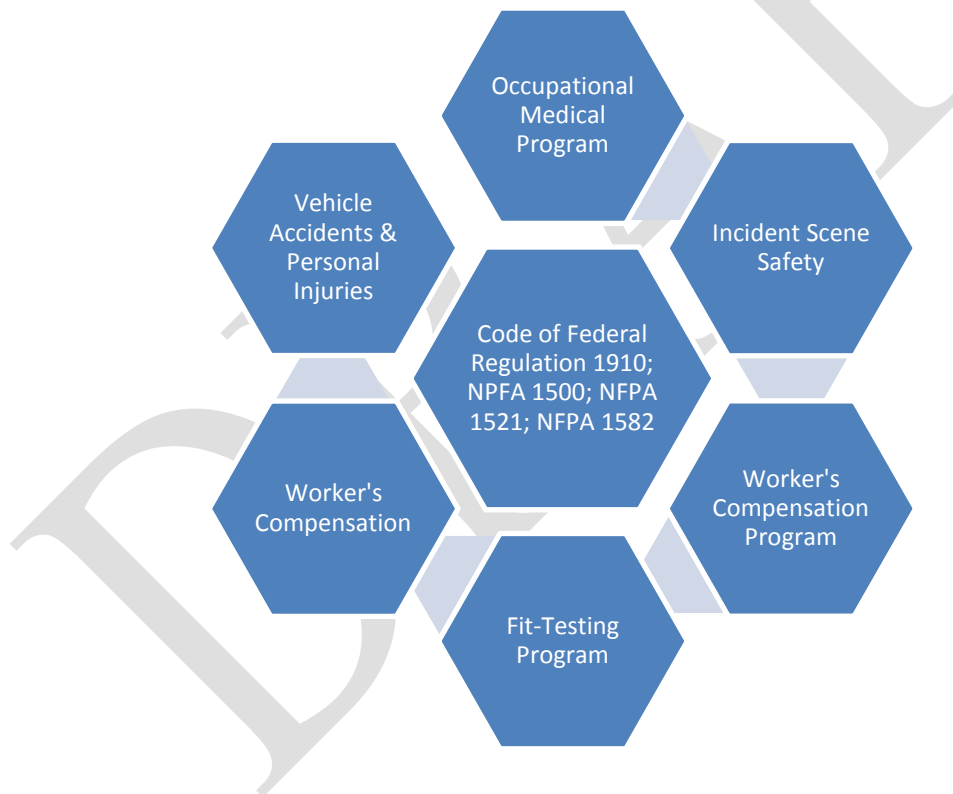 Occupational
Medical
Program
Vehicle
Accidents &
Personal
Injuries
Incident Scene
Safety
Code of Federal
Regulation 1910;
NPFA 1500; NFPA
1521; NFPA 1582
Worker's
Compensation
Worker's
Compensation
Program
Fit-Testing
Program